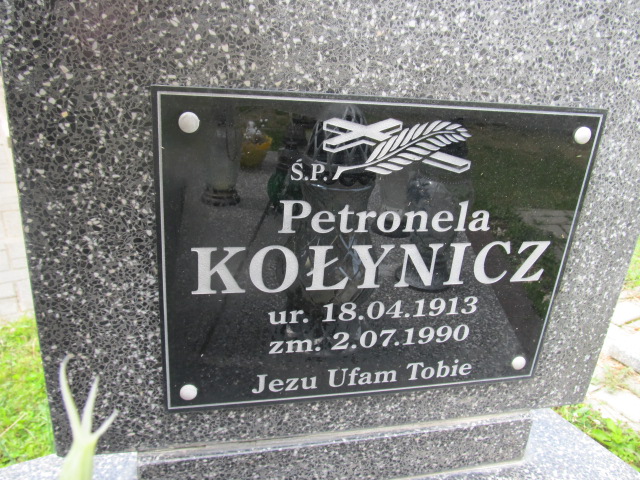 Ś.P.
Petronela
KOŁYNICZ
ur. 18.04.1913
zm. 2.07.1990
Jezu Ufam Tobie